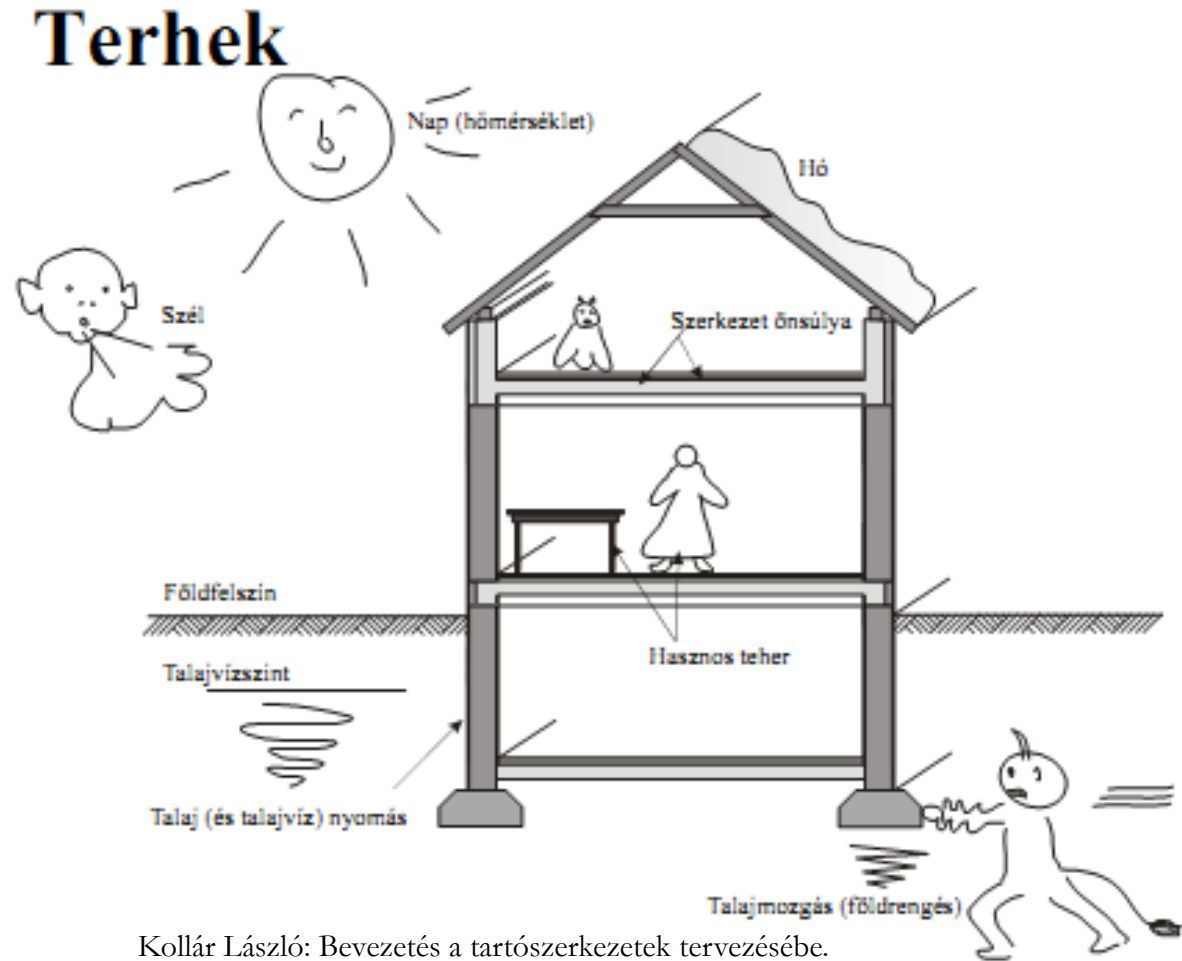 Terhek
Nap (hőmérséklet)
Hó
Szél
Szerkezet önsúlya
Földfelszín
Hasznos teher
Talajvízszint
Talaj (és talajvíz) nyomás
Talajmozgás (földrengés)
Kollár László: Bevezetés a tartószerkezetek tervezésébe.